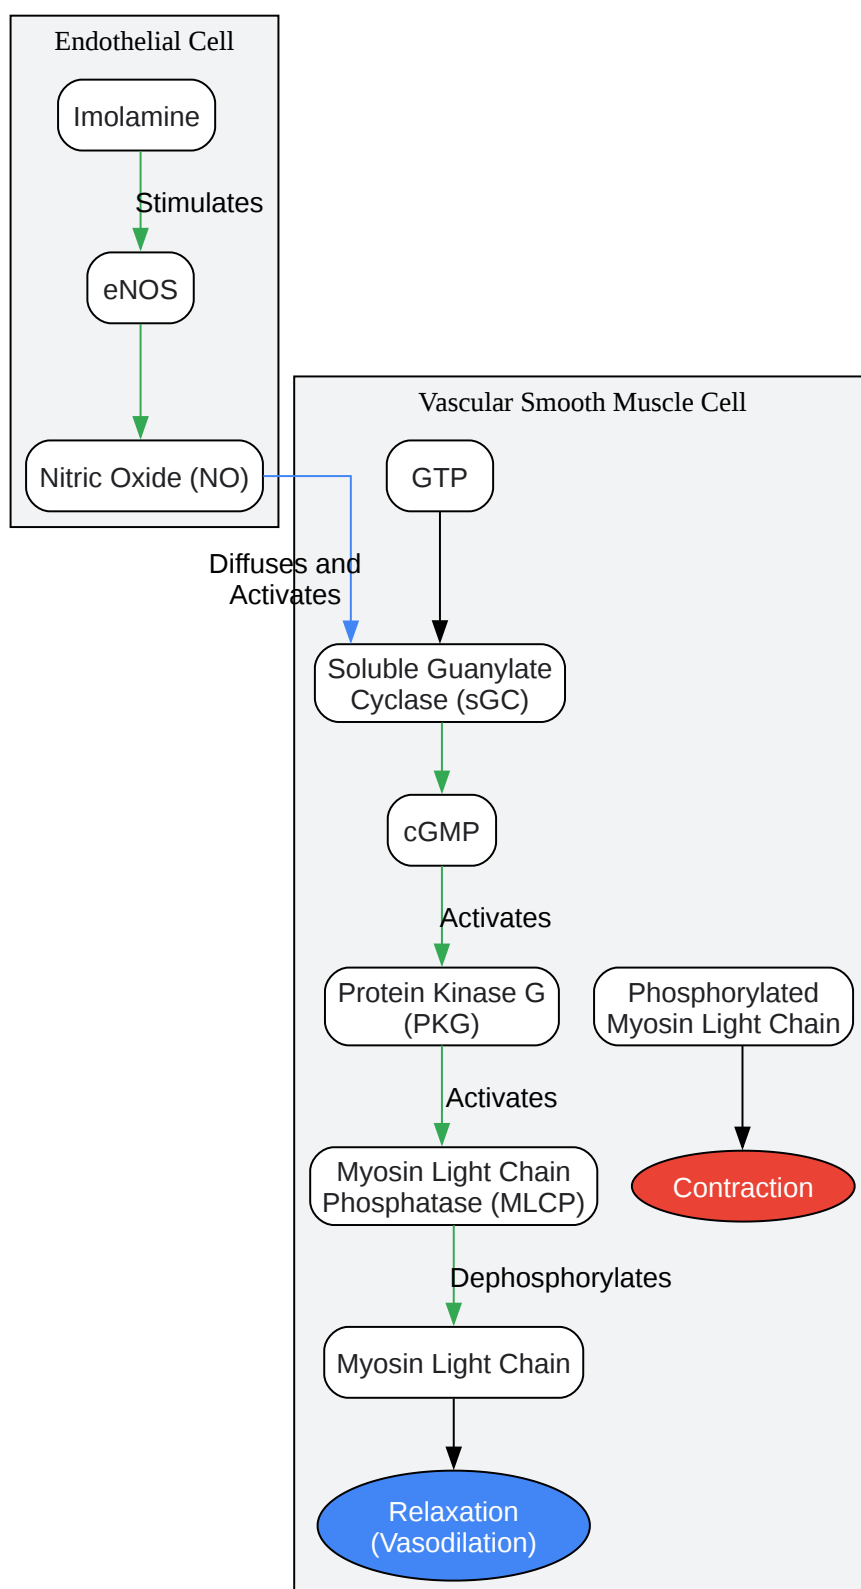 Endothelial Cell
Imolamine
Stimulates
eNOS
Nitric Oxide (NO)
Vascular Smooth Muscle Cell
GTP
Diffuses and
Activates
Soluble Guanylate
Cyclase (sGC)
cGMP
Activates
Protein Kinase G
(PKG)
Phosphorylated
Myosin Light Chain
Activates
Myosin Light Chain
Phosphatase (MLCP)
Contraction
Dephosphorylates
Myosin Light Chain
Relaxation
(Vasodilation)